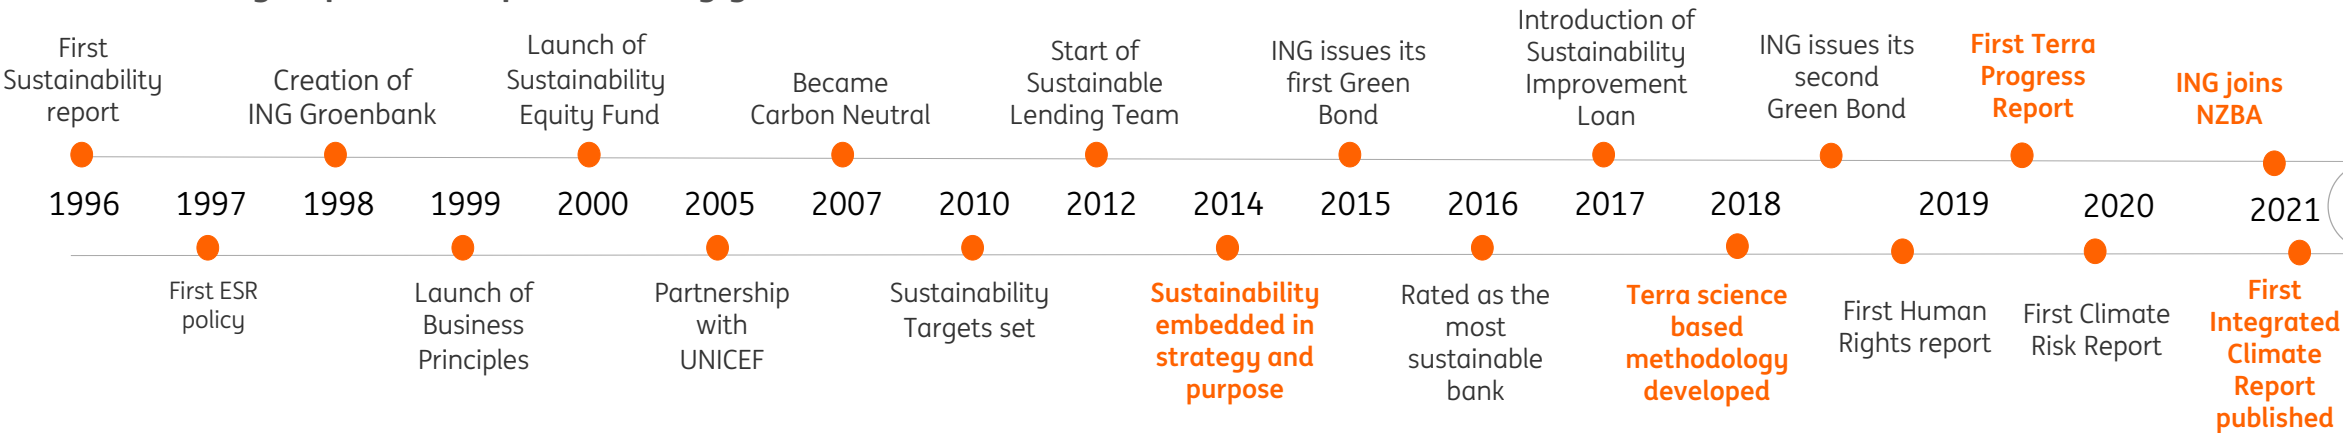 First
Sustainability
report
Creation of
ING Groenbank
Launch of
Sustainability
Equity Fund
Became
Carbon Neutral
Start of
Sustainable
Lending Team
ING issues its
first Green
Bond
Introduction of
Sustainability
Improvement
Loan
ING issues its
second
Green Bond
First Terra
Progress
Report
ING joins
NZBA
1996 1997 1998 1999 2000 2005 2007 2010 2012 2014 2015 2016 2017 2018 2019 2020 2021
First ESR
policy
Launch of
Business
Principles
Partnership
with
UNICEF
Sustainability
Targets set
Sustainability
embedded in
strategy and
purpose
Rated as the
most
sustainable
bank
Terra science
based
methodology
developed
First Human
Rights report
First Climate
Risk Report
First
Integrated
Climate
Report
published